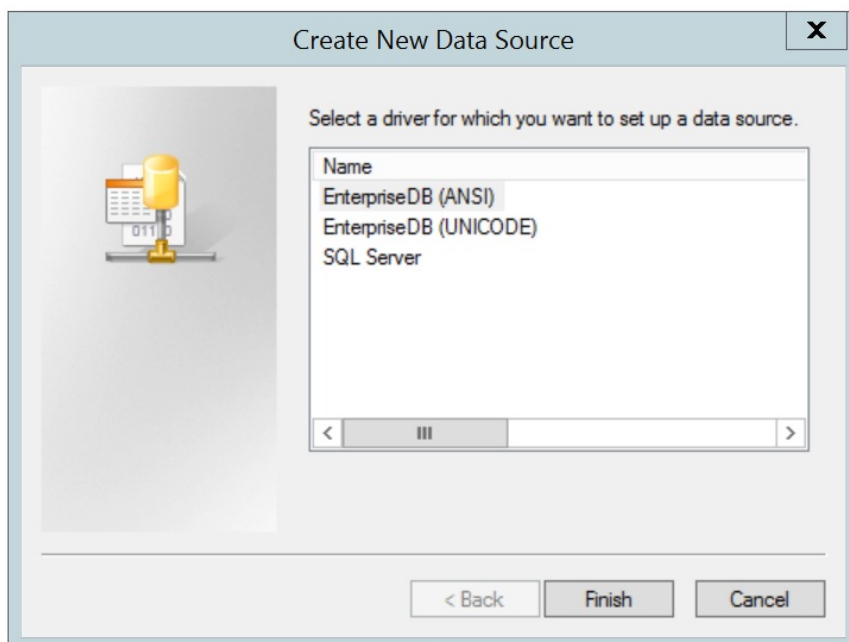 Create New Data Source
X
Select a driver for which you want to set up a data source.
Name
EnterpriseDB (ANSI)
EnterpriseDB (UNICODE)
SQL Server
< Back
Finish
Cancel